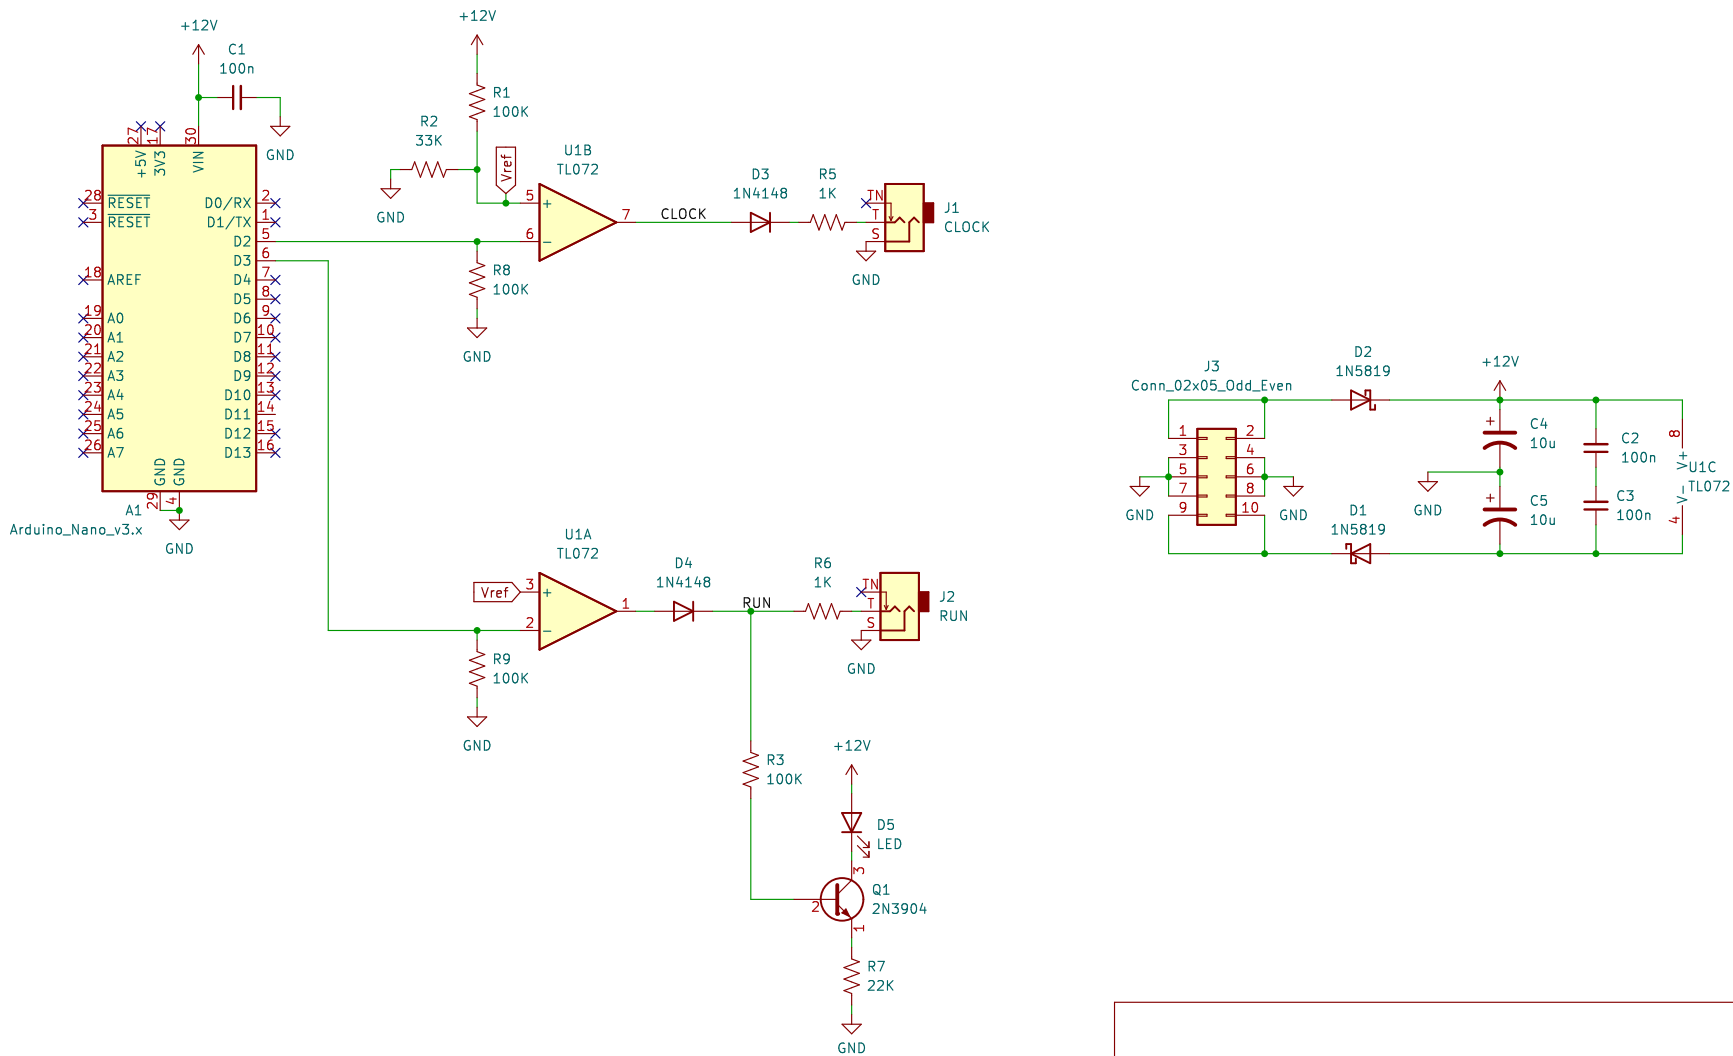 +12V
C1
100n
GND
27
17
30
+5V
3V3
VIN
28
RESET
3
RESET
18
AREF
19
A0
20
A1
21
A2
22
A3
23
A4
24
A5
25
A6
26
A7
D0/RX
2
D1/TX
1
D2
5
D3
6
D4
7
D5
8
D6
9
D7
10
D8
11
D9
12
D10
13
D11
14
D12
15
D13
16
GND
GND
29
4
A1
Arduino_Nano_v3.x
GND
+12V
R1
100K
R2
33K
GND
Vref
U1B
TL072
5
+
6
−
7
CLOCK
R8
100K
GND
D3
1N4148
R5
1K
TN
T
S
J1
CLOCK
GND
U1A
TL072
Vref
3
+
2
−
1
R9
100K
GND
D4
1N4148
RUN
R6
1K
TN
T
S
J2
RUN
GND
R3
100K
+12V
D5
LED
3
Q1
2N3904
2
1
R7
22K
GND
J3
Conn_02x05_Odd_Even
1
2
3
4
5
6
7
8
9
10
GND
GND
D2
1N5819
D1
1N5819
+12V
+
C4
10u
GND
+
C5
10u
C2
100n
C3
100n
8
V+
U1C
TL072
V-
4